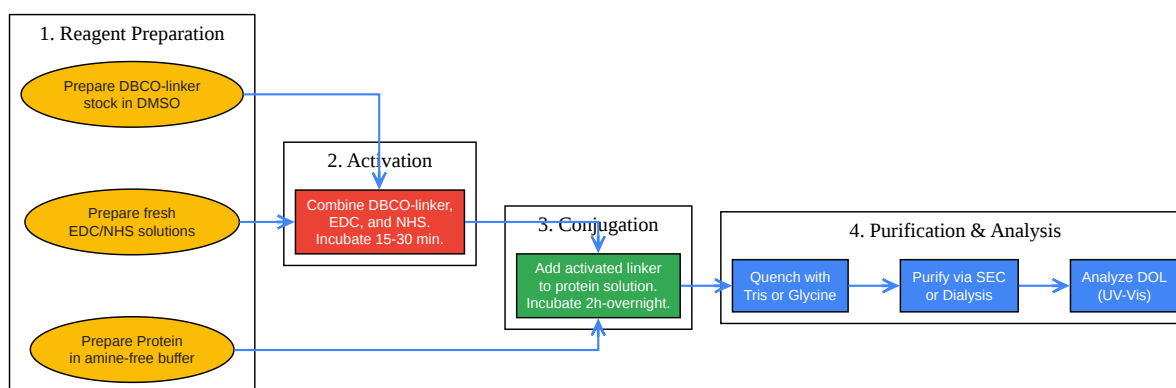 1. Reagent Preparation
Prepare DBCO-linker
stock in DMSO
Prepare fresh
EDC/NHS solutions
Prepare Protein
in amine-free buffer
2. Activation
Combine DBCO-linker,
EDC, and NHS.
Incubate 15-30 min.
3. Conjugation
Add activated linker
to protein solution.
Incubate 2h-overnight.
4. Purification & Analysis
Quench with
Tris or Glycine
Purify via SEC
or Dialysis
Analyze DOL
(UV-Vis)